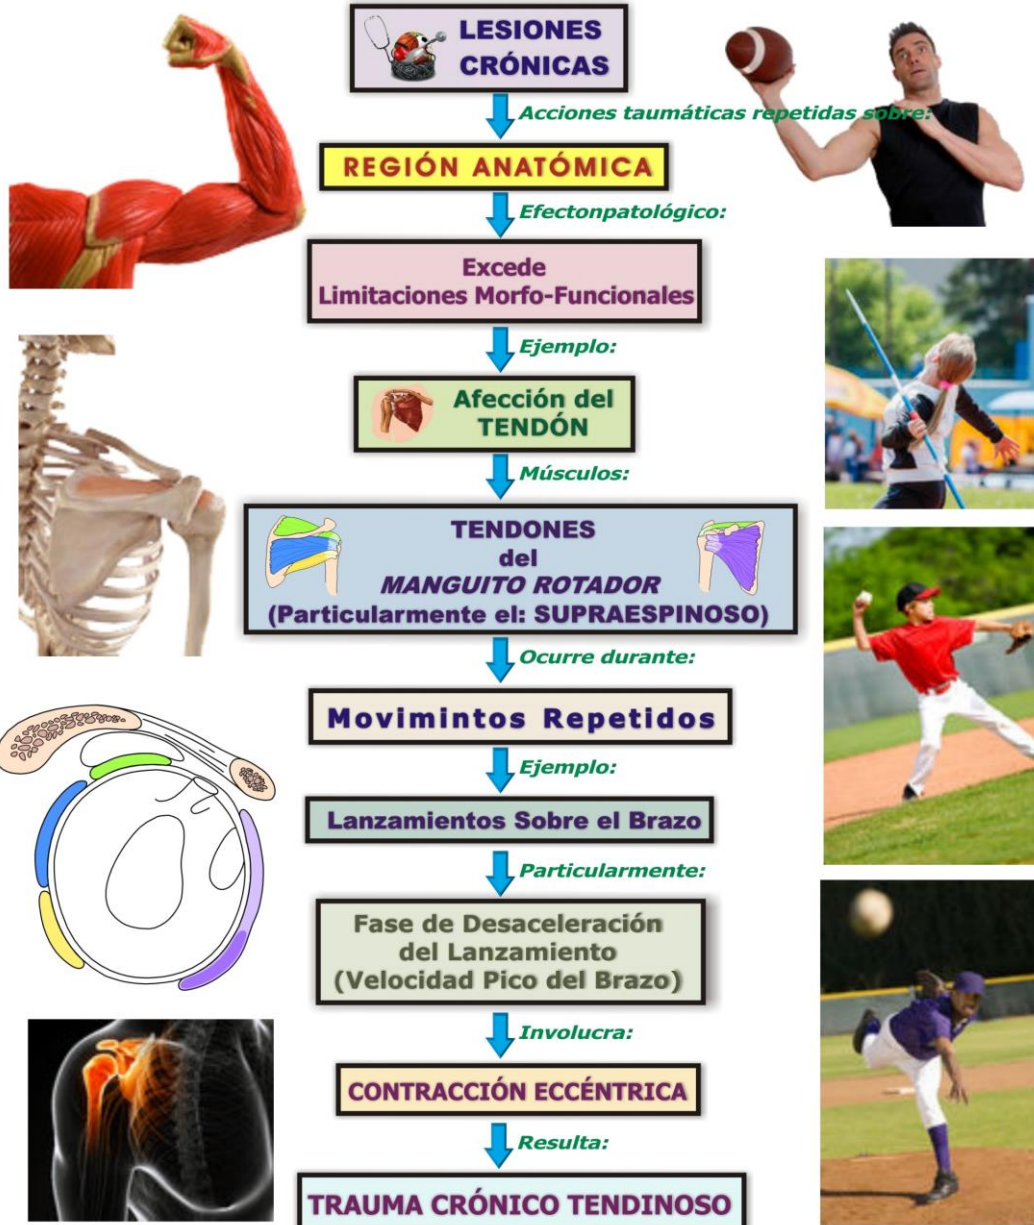 LESIONES
CRÓNICAS
Acciones taumáticas repetidas sobre:
REGIÓN ANATÓMICA
Efectonpatológico:
Excede
Limitaciones Morfo-Funcionales
Ejemplo:
Afección del
TENDÓN
Músculos:
TENDONES
del
MANGUITO ROTADOR
(Particularmente el: SUPRAESPINOSO)
Ocurre durante:
Movimintos Repetidos
Ejemplo:
Lanzamientos Sobre el Brazo
Particularmente:
Fase de Desaceleración
del Lanzamiento
(Velocidad Pico del Brazo)
Involucra:
CONTRACCIÓN ECCÉNTRICA
Resulta:
TRAUMA CRÓNICO TENDINOSO